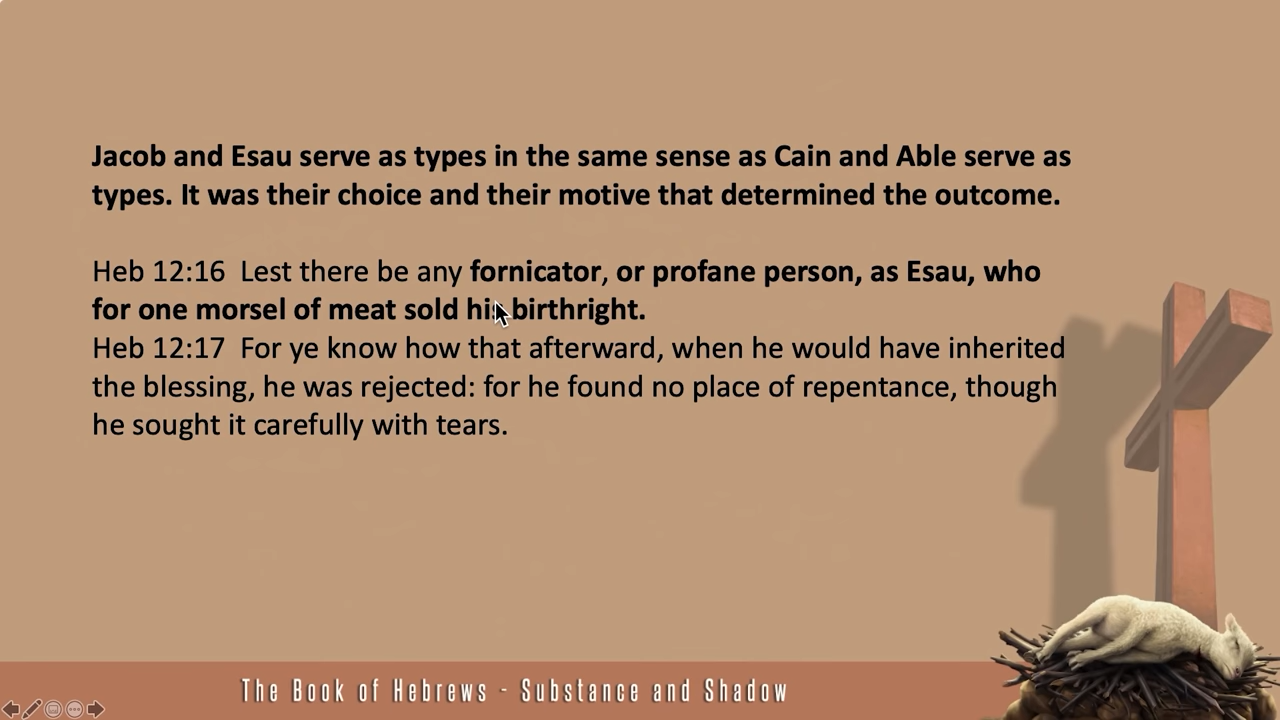 Jacob and Esau serve as types in the same sense as Cain and Able serve as
types. It was their choice and their motive that determined the outcome.
Heb 12:16  Lest there be any fornicator, or profane person, as Esau, who
for one morsel of meat sold his birthright.
Heb 12:17  For ye know how that afterward, when he would have inherited
the blessing, he was rejected: for he found no place of repentance, though
he sought it carefully with tears.
The Book of Hebrews - Substance and Shadow